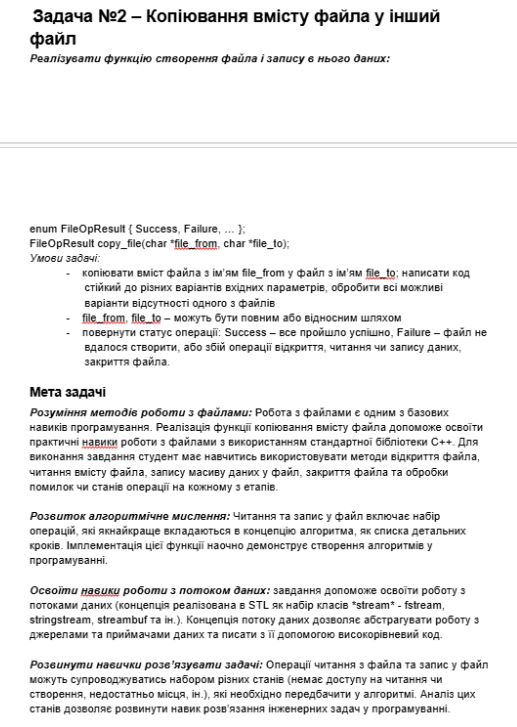 Задача №2 – Копіювання вмісту файла у інший
файл
Реалізувати функцію створення файла і запису в нього даних:
enum FileOpResult { Success, Failure, ... };
FileOpResult copy_file(char *file_from, char *file_to);
Умови задачі:
- копіювати вміст файла з ім'ям file_from у файл з ім'ям file_to; написати код
стійкий до різних варіантів вхідних параметрів, обробити всі можливі
варіанти відсутності одного з файлів
- file_from, file_to – можуть бути повним або відносним шляхом
- повернути статус операції: Success – все пройшло успішно, Failure – файл не
вдалося створити, або збій операції відкриття, читання чи запису даних,
закриття файла.
Мета задачі
Розуміння методів роботи з файлами: Робота з файлами є одним з базових
навиків програмування. Реалізація функції копіювання вмісту файла допоможе освоїти
практичні навики роботи з файлами з використанням стандартної бібліотеки C++. Для
виконання завдання студент має навчитись використовувати методи відкриття файла,
читання вмісту файла, запису масиву даних у файл, закриття файла та обробки
помилок чи станів операції на кожному з етапів.
Розвиток алгоритмічне мислення: Читання та запис у файл включає набір
операцій, які якнайкраще вкладаються в концепцію алгоритма, як списка детальних
кроків. Імплементація цієї функції наочно демонструє створення алгоритмів у
програмуванні.
Освоїти навики роботи з потоком даних: завдання допоможе освоїти роботу з
потоками даних (концепція реалізована в STL як набір класів *stream* - fstream,
stringstream, streambuf та ін.). Концепція потоку даних дозволяє абстрагувати роботу з
джерелами та приймачами даних та писати з її допомогою високорівневий код.
Розвинути навички розв'язувати задачі: Операції читання з файла та запис у файл
можуть супроводжуватись набором різних станів (немає доступу на читання чи
створення, недостатньо місця, ін.), які необхідно передбачити у алгоритмі. Аналіз цих
станів дозволяє розвинути навик розв'язання інженерних задач у програмуванні.